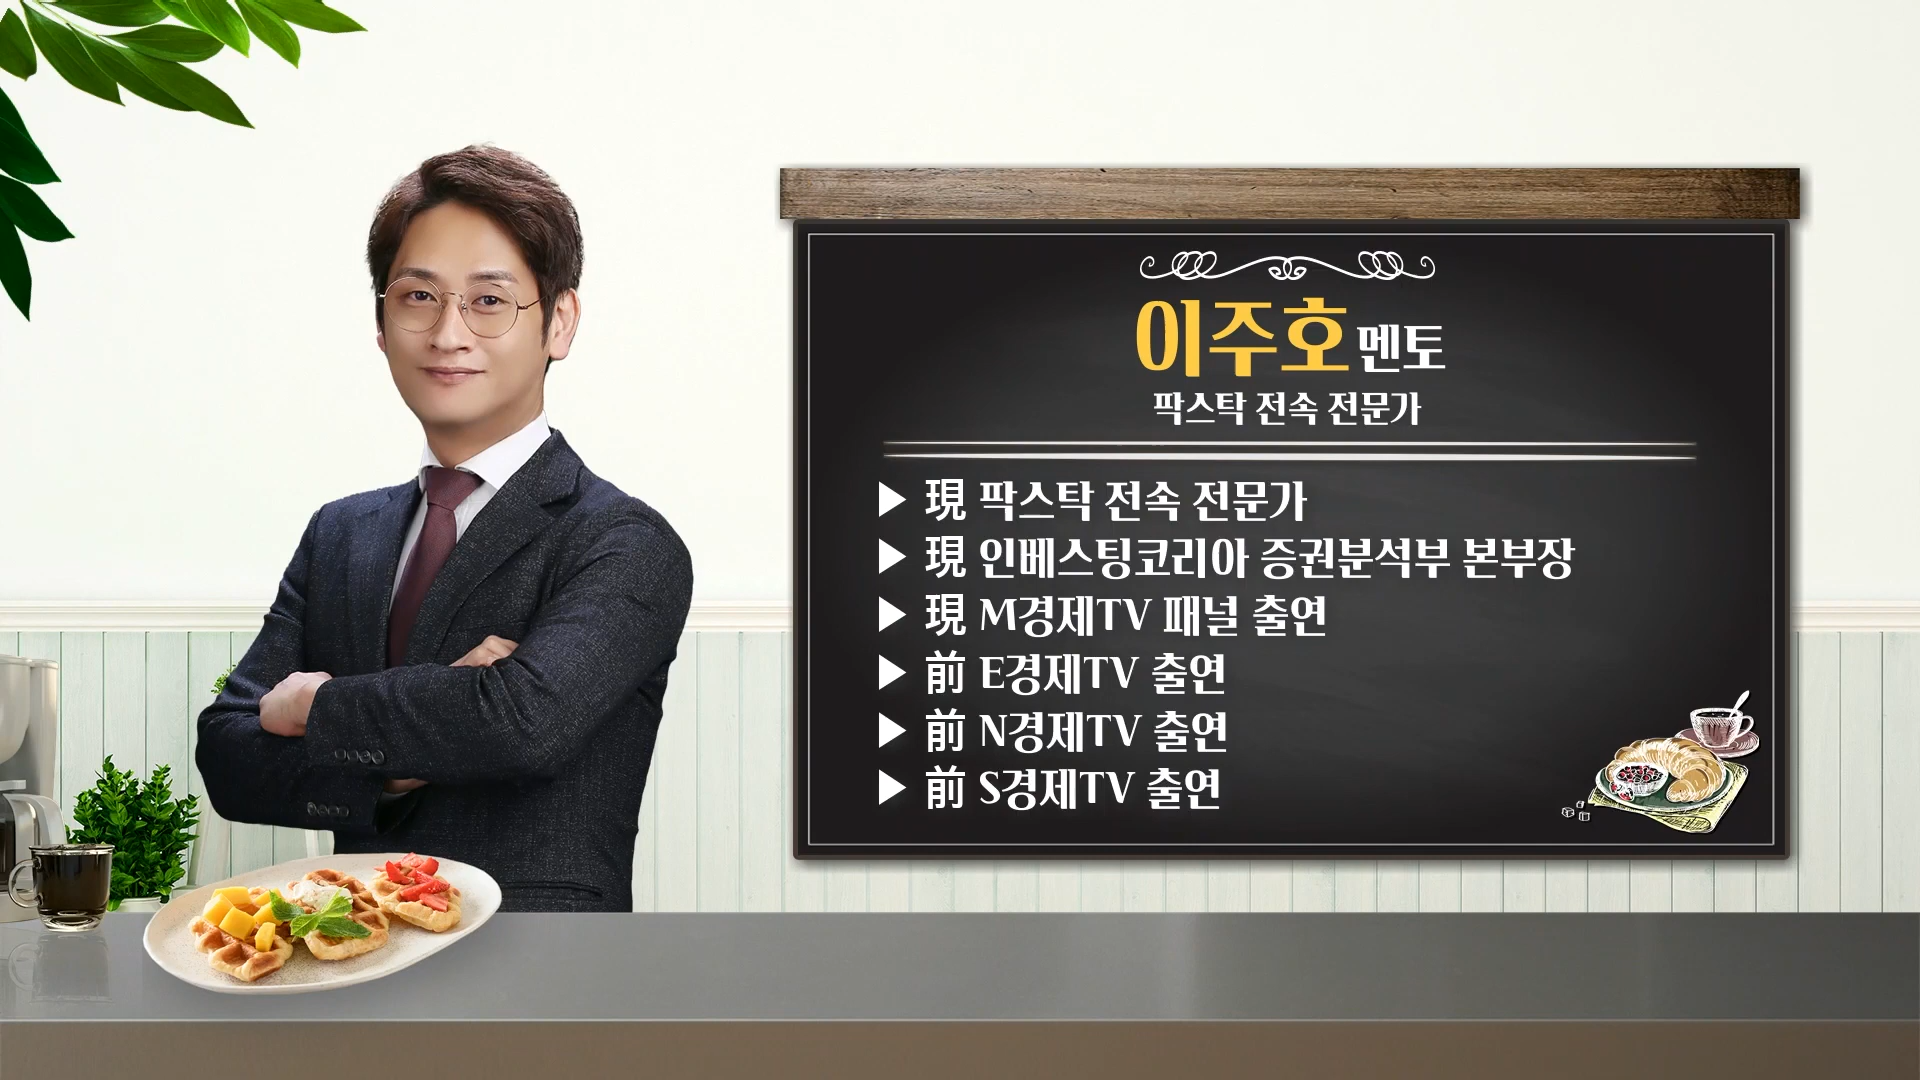 이주호 멘토
팍스탁 전속 전문가
▶ 現 팍스탁 전속 전문가
▶ 現 인베스팅코리아 증권분석부 본부장
▶ 現 M경제TV 패널 출연
▶ 前 E경제TV 출연
▶ 前 N경제TV 출연
▶ 前 S경제TV 출연